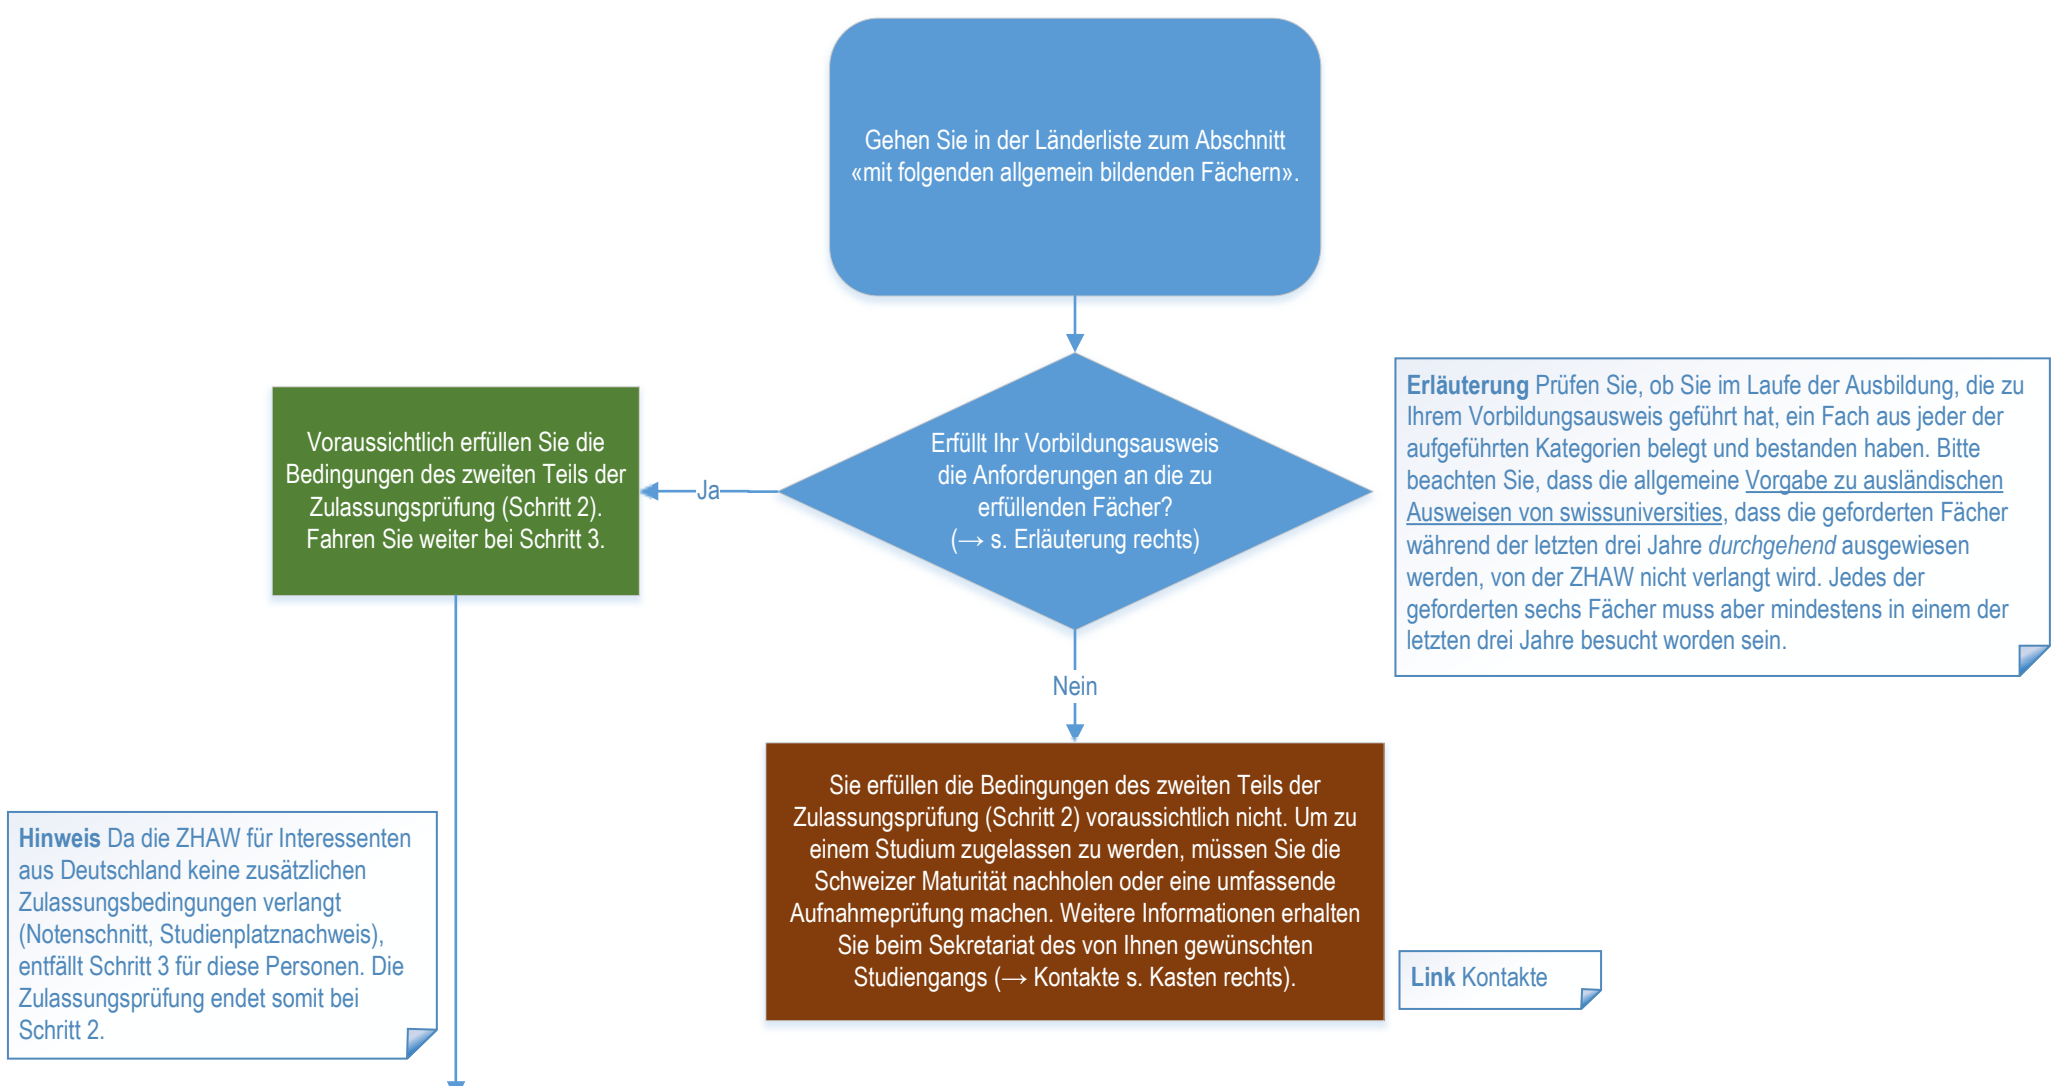 Gehen Sie in der Länderliste zum Abschnitt
«mit folgenden allgemein bildenden Fächern».
Erfüllt Ihr Vorbildungsausweis
die Anforderungen an die zu
erfüllenden Fächer?
(→ s. Erläuterung rechts)
Erläuterung Prüfen Sie, ob Sie im Laufe der Ausbildung, die zu
Ihrem Vorbildungsausweis geführt hat, ein Fach aus jeder der
aufgeführten Kategorien belegt und bestanden haben. Bitte
beachten Sie, dass die allgemeine Vorgabe zu ausländischen
Ausweisen von swissuniversities, dass die geforderten Fächer
während der letzten drei Jahre durchgehend ausgewiesen
werden, von der ZHAW nicht verlangt wird. Jedes der
geforderten sechs Fächer muss aber mindestens in einem der
letzten drei Jahre besucht worden sein.
Ja
Voraussichtlich erfüllen Sie die
Bedingungen des zweiten Teils der
Zulassungsprüfung (Schritt 2).
Fahren Sie weiter bei Schritt 3.
Nein
Sie erfüllen die Bedingungen des zweiten Teils der
Zulassungsprüfung (Schritt 2) voraussichtlich nicht. Um zu
einem Studium zugelassen zu werden, müssen Sie die
Schweizer Maturität nachholen oder eine umfassende
Aufnahmeprüfung machen. Weitere Informationen erhalten
Sie beim Sekretariat des von Ihnen gewünschten
Studiengangs (→ Kontakte s. Kasten rechts).
Link Kontakte
Hinweis Da die ZHAW für Interessenten
aus Deutschland keine zusätzlichen
Zulassungsbedingungen verlangt
(Notenschnitt, Studienplatznachweis),
entfällt Schritt 3 für diese Personen. Die
Zulassungsprüfung endet somit bei
Schritt 2.